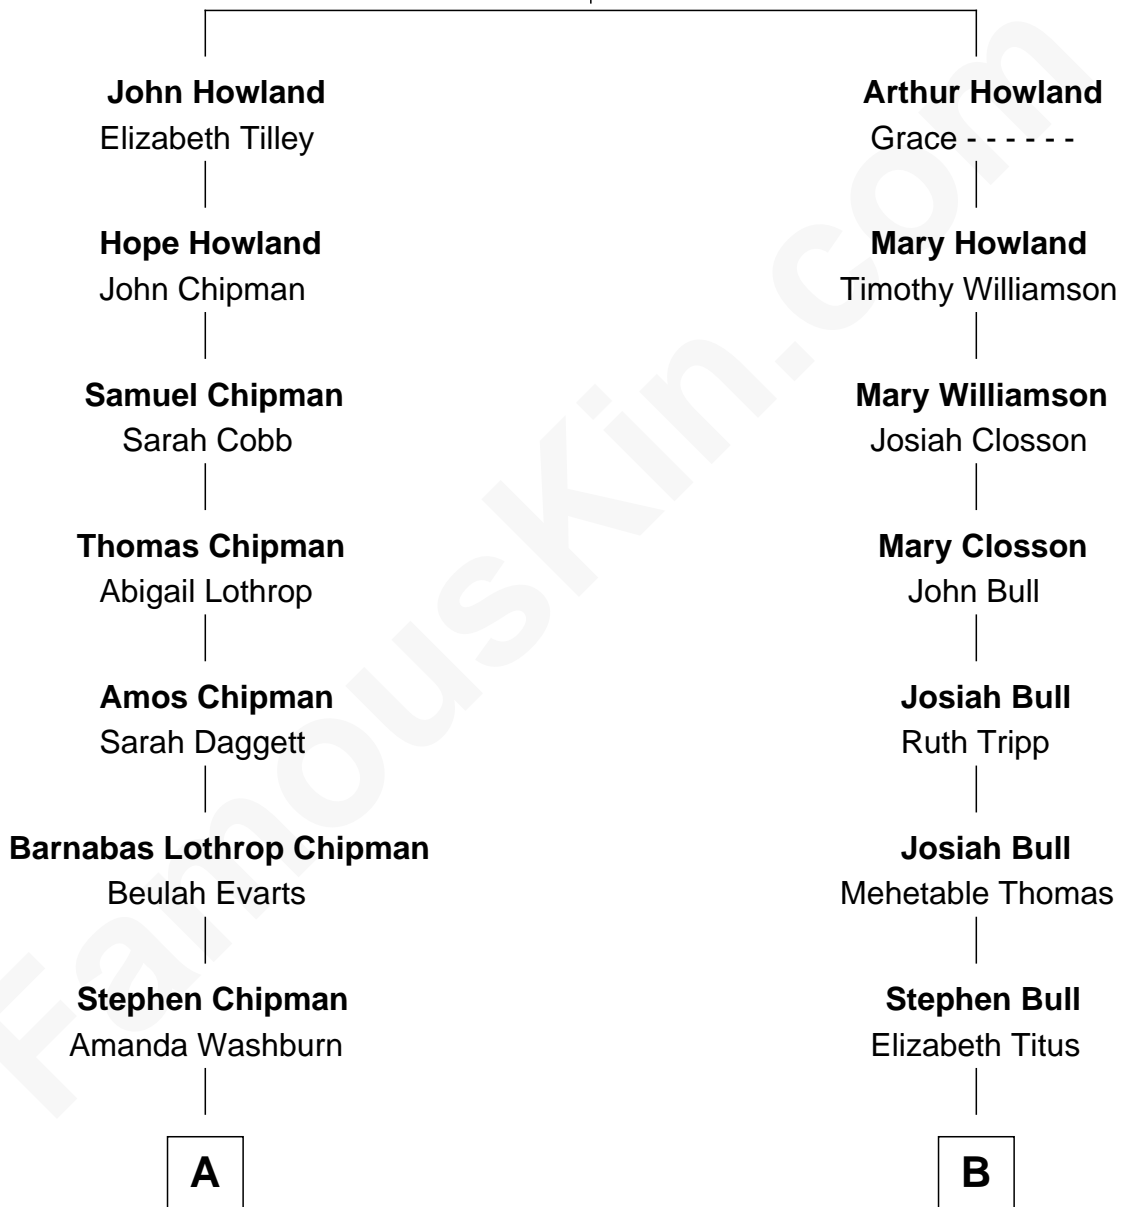 John Howland
Elizabeth Tilley
Arthur Howland
Grace - - - - - -
Hope Howland
John Chipman
Mary Howland
Timothy Williamson
Samuel Chipman
Sarah Cobb
Mary Williamson
Josiah Closson
Thomas Chipman
Abigail Lothrop
Mary Closson
John Bull
Amos Chipman
Sarah Daggett
Josiah Bull
Ruth Tripp
Barnabas Lothrop Chipman
Beulah Evarts
Josiah Bull
Mehetable Thomas
Stephen Chipman
Amanda Washburn
Stephen Bull
Elizabeth Titus
A
B
FamousKin.com